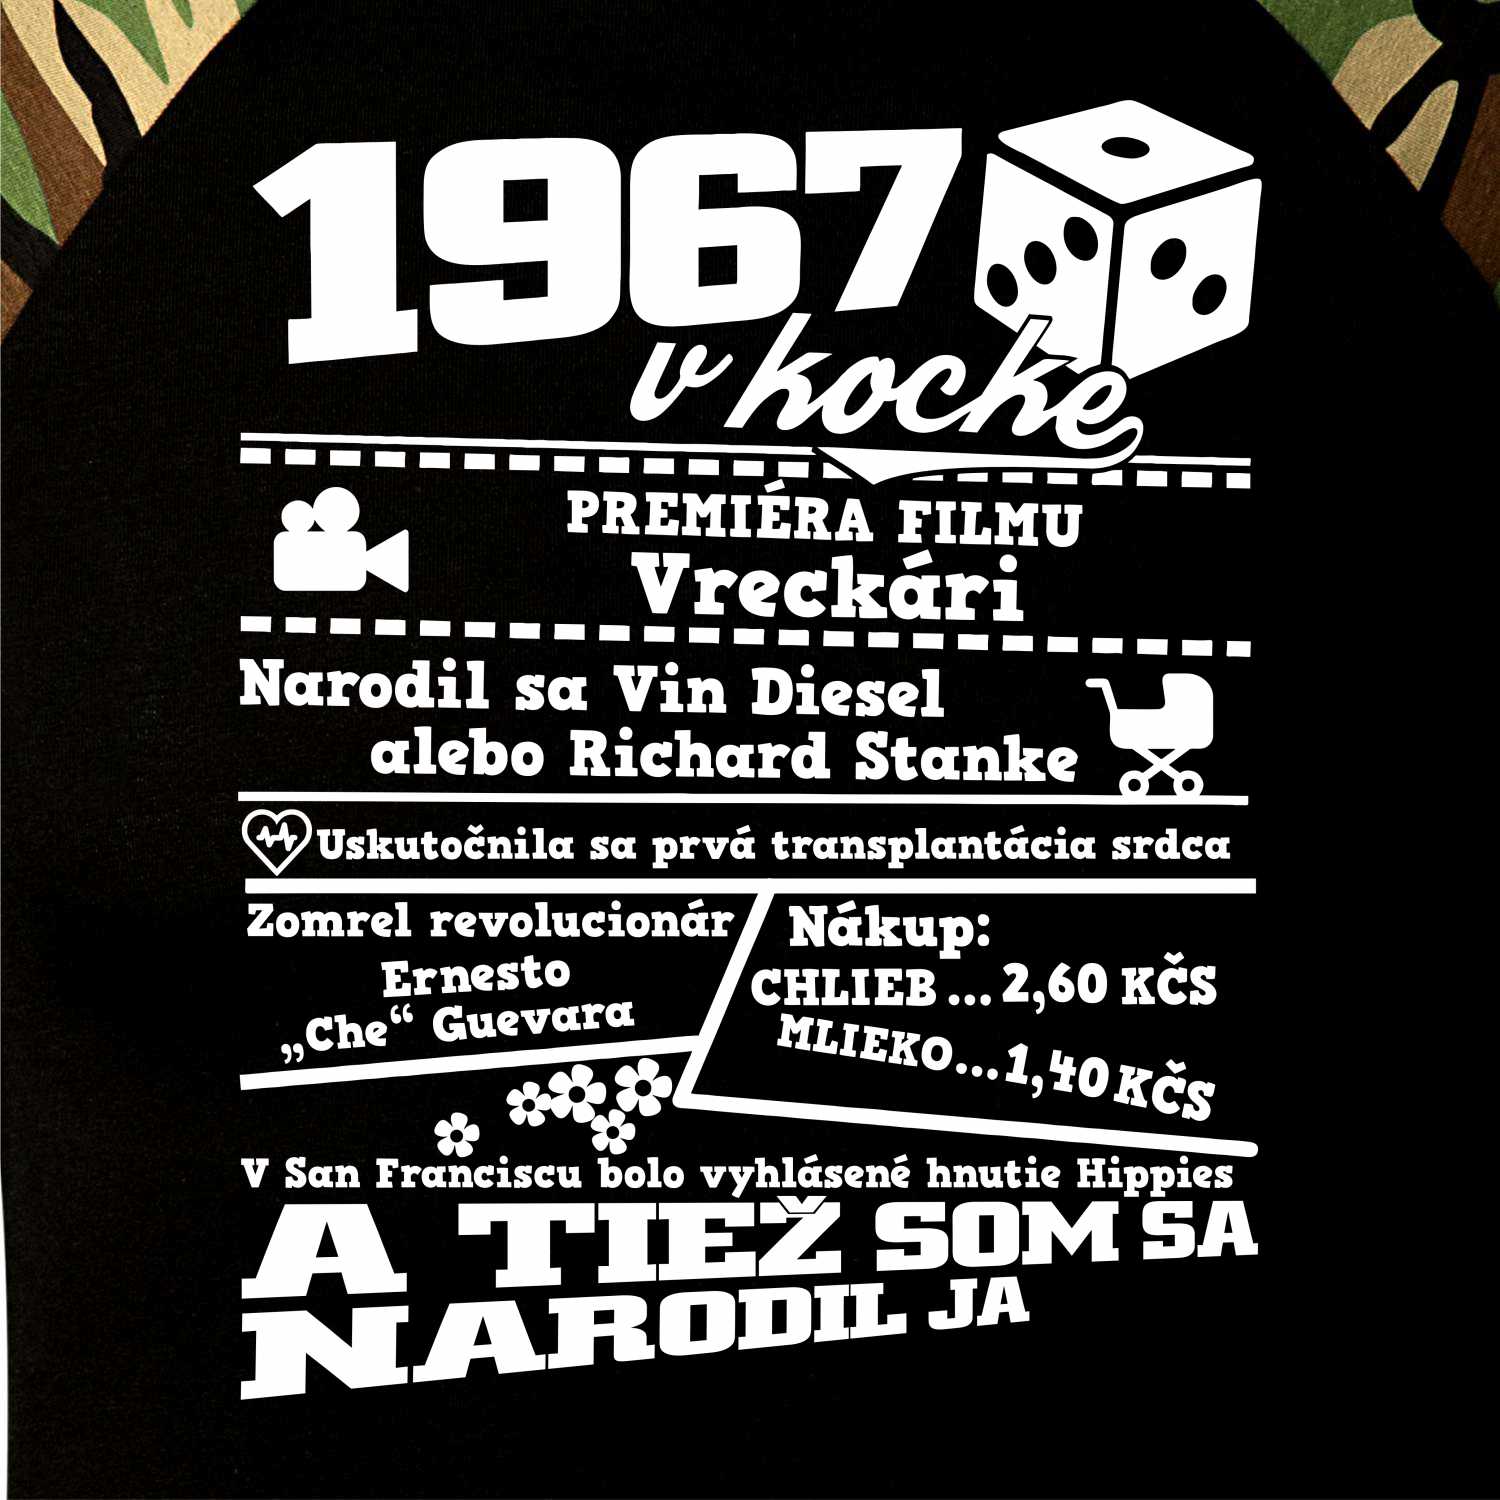 1967
v kocke
PREMIÉRA FILMU
Vreckári
Narodil sa Vin Diesel
alebo Richard Stanke
Uskutočnila sa prvá transplantácia srdca
Zomrel revolucionár
Ernesto
„Che“ Guevara
Nákup:
CHLIEB ... 2,60 KČS
MLIEKO... 1,40 KČS
V San Franciscu bolo vyhlásené hnutie Hippies
A TIEŽ SOM SA
NARODIL JA